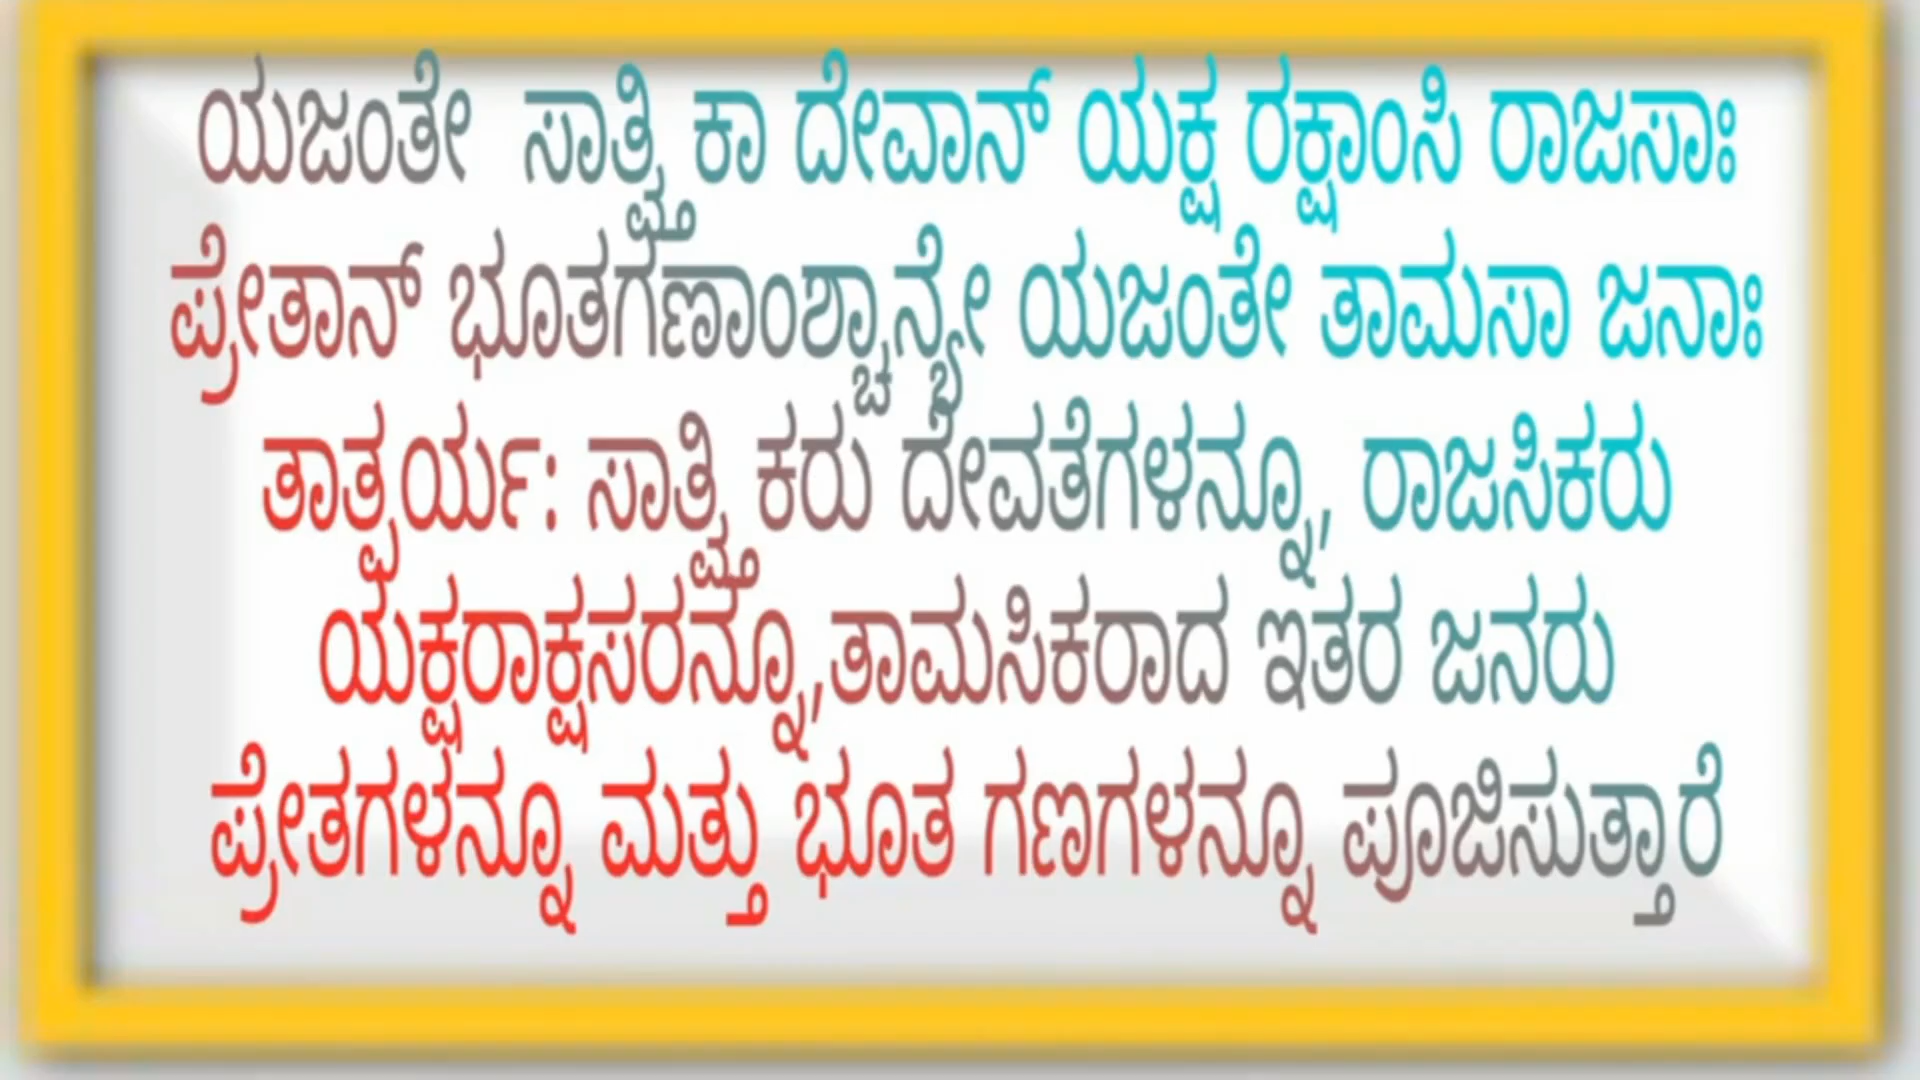 ಯಜಂತೇ ಸಾತ್ತ್ವಿಕಾ ದೇವಾನ್ ಯಕ್ಷ ರಕ್ಷಾಂಸಿ ರಾಜಸಾಃ
ಪ್ರೇತಾನ್ ಭೂತಗಣಾಂಶ್ಚಾನ್ಯೇ ಯಜಂತೇ ತಾಮಸಾ ಜನಾಃ
ತಾತ್ಪರ್ಯ: ಸಾತ್ತ್ವಿಕರು ದೇವತೆಗಳನ್ನೂ, ರಾಜಸಿಕರು
ಯಕ್ಷರಾಕ್ಷಸರನ್ನೂ,ತಾಮಸಿಕರಾದ ಇತರ ಜನರು
ಪ್ರೇತಗಳನ್ನೂ ಮತ್ತು ಭೂತ ಗಣಗಳನ್ನೂ ಪೂಜಿಸುತ್ತಾರೆ